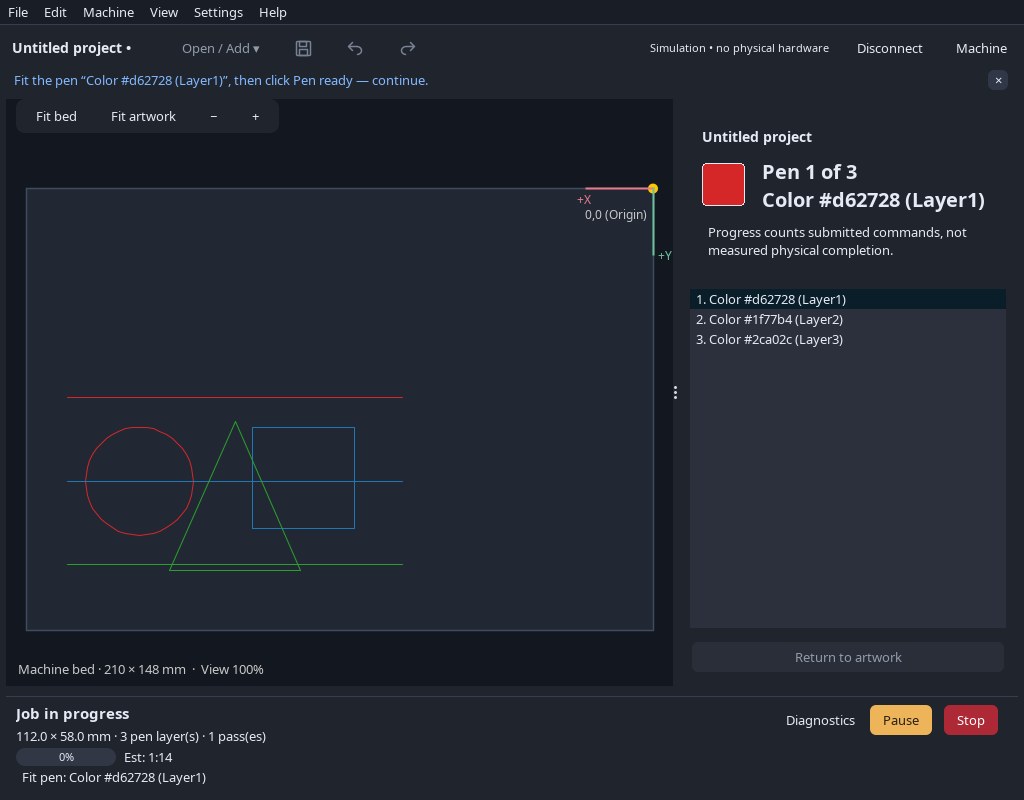 File Edit Machine View Settings Help
Untitled project •
Open / Add ▾
Simulation • no physical hardware
Disconnect
Machine
Fit the pen “Color #d62728 (Layer1)”, then click Pen ready — continue.
×
Fit bed
Fit artwork
−
+
+X
0,0 (Origin)
+Y
Machine bed · 210 × 148 mm · View 100%
Untitled project
Pen 1 of 3
Color #d62728 (Layer1)
Progress counts submitted commands, not
measured physical completion.
1. Color #d62728 (Layer1)
2. Color #1f77b4 (Layer2)
3. Color #2ca02c (Layer3)
Return to artwork
Job in progress
112.0 × 58.0 mm · 3 pen layer(s) · 1 pass(es)
0%
Est: 1:14
Fit pen: Color #d62728 (Layer1)
Diagnostics
Pause
Stop